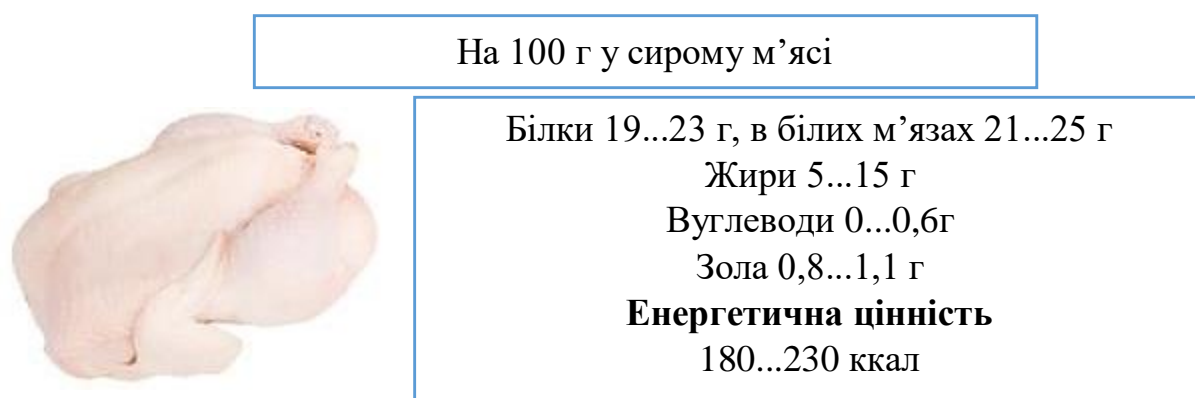 На 100 г у сирому м’ясі
Білки 19...23 г, в білих м’язах 21...25 г
Жири 5...15 г
Вуглеводи 0...0,6г
Зола 0,8...1,1 г
Енергетична цінність
180...230 ккал